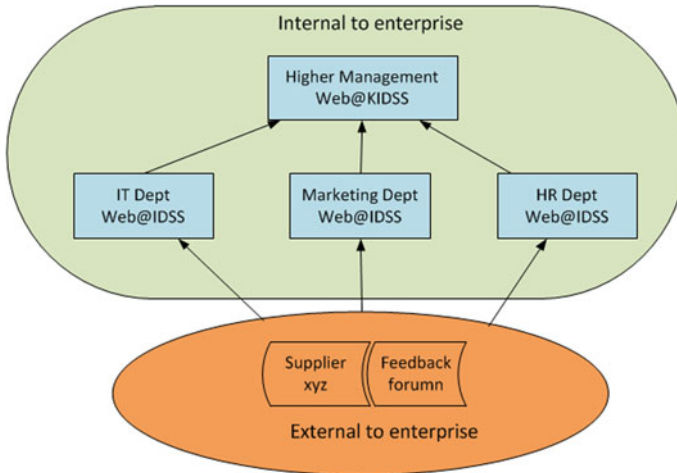 Internal to enterprise
Higher Management
Web@KIDSS
IT Dept
Web@IDSS
Marketing Dept
Web@IDSS
HR Dept
Web@IDSS
Supplier
xyz
Feedback
forumn
External to enterprise